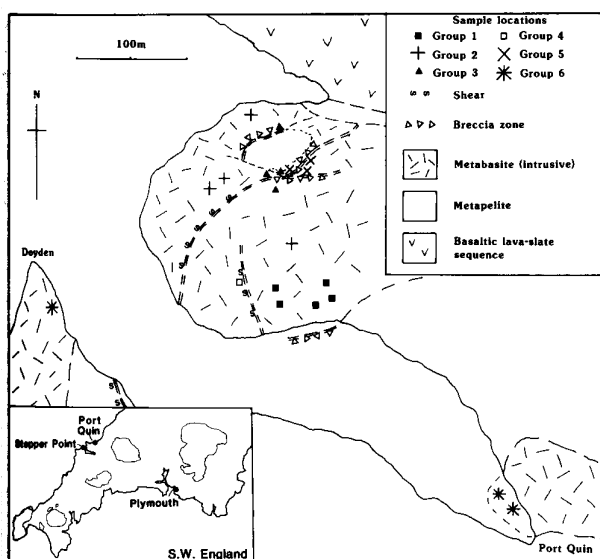 100m
N
Sample locations
Group 1
Group 2
Group 3
Group 4
Group 5
Group 6
Shear
Breccia zone
Metabasite (intrusive)
Metapelite
Basaltic lava-slate
sequence
Doyden
Port
Quin
Stepper Point
Plymouth
S.W. England
Port Quin